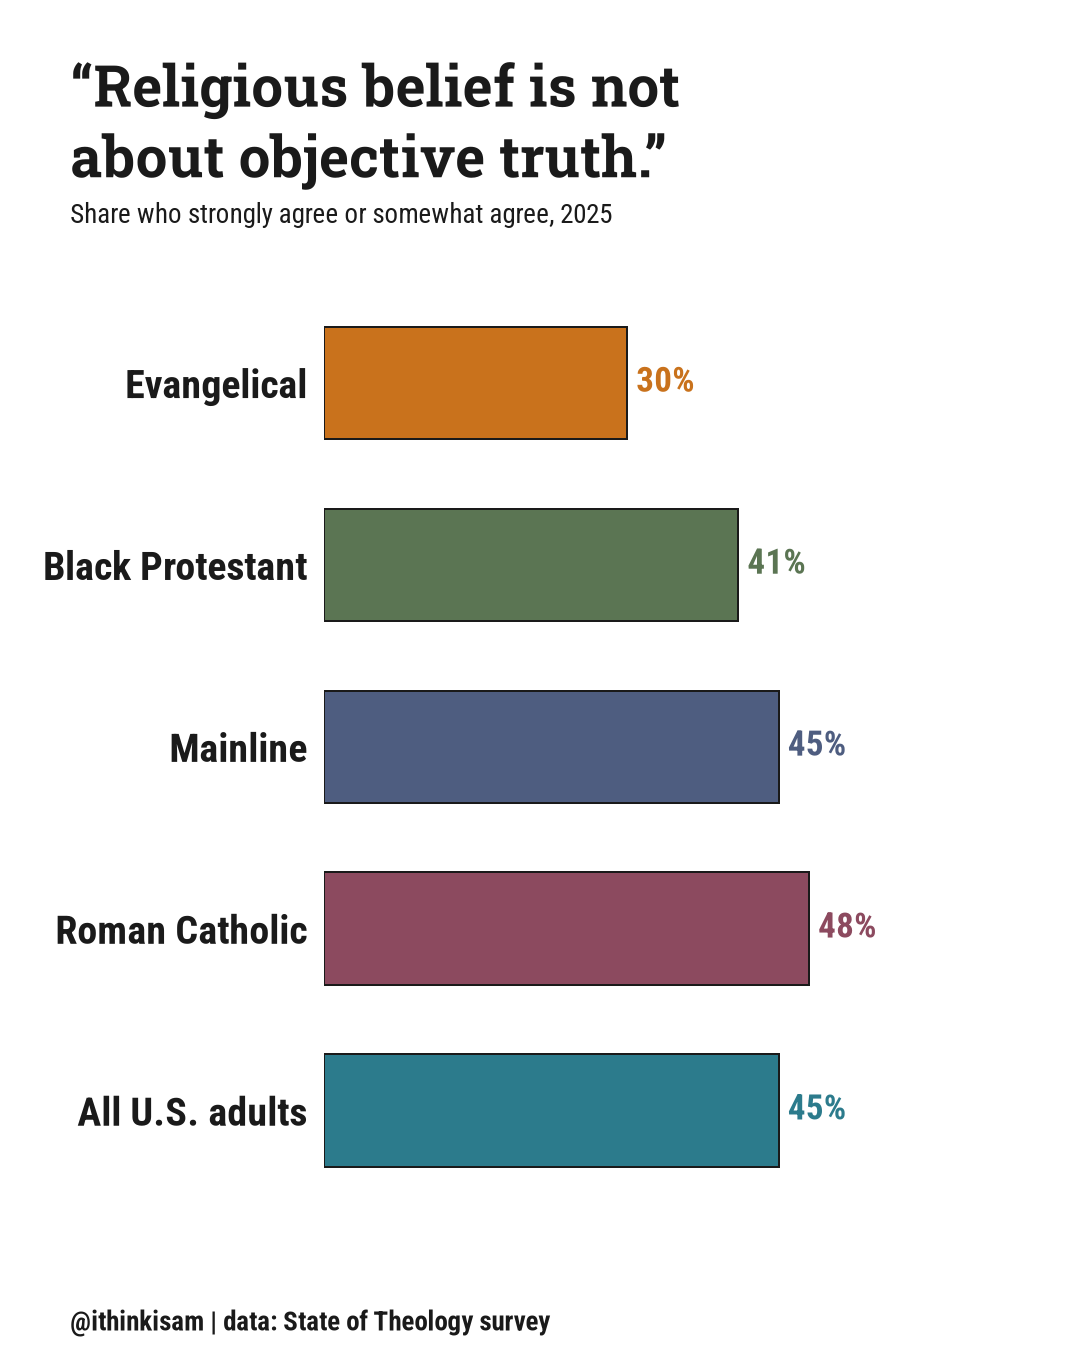 “Religious belief is not
about objective truth.”
Share who strongly agree or somewhat agree, 2025
Evangelical 30%
Black Protestant 41%
Mainline 45%
Roman Catholic 48%
All U.S. adults 45%
@ithinkisam | data: State of Theology survey